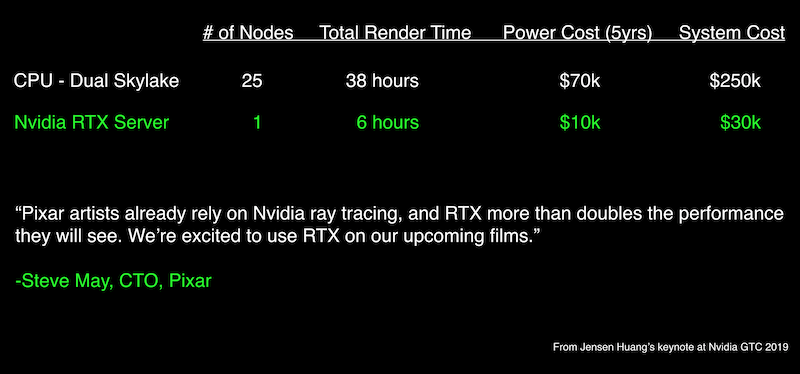 # of Nodes Total Render Time Power Cost (5yrs) System Cost
CPU - Dual Skylake 25 38 hours $70k $250k
Nvidia RTX Server 1 6 hours $10k $30k
“Pixar artists already rely on Nvidia ray tracing, and RTX more than doubles the performance
they will see. We’re excited to use RTX on our upcoming films.”
-Steve May, CTO, Pixar
From Jensen Huang’s keynote at Nvidia GTC 2019